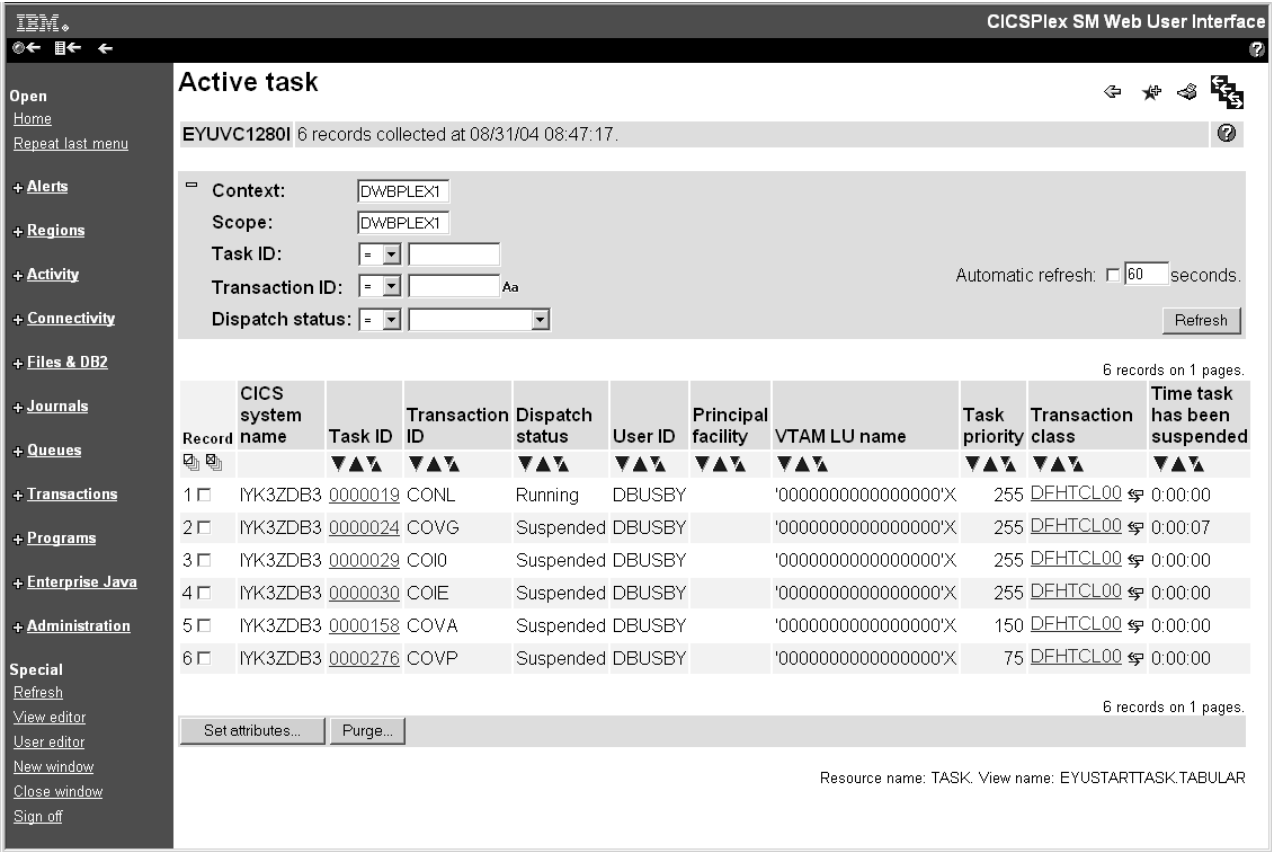 IBM.
CICSPlex SM Web User Interface
Open
Home
Repeat last menu
+ Alerts
+ Regions
+ Activity
+ Connectivity
+ Files & DB2
+ Journals
+ Queues
+ Transactions
+ Programs
+ Enterprise Java
+ Administration
Special
Refresh
View editor
User editor
New window
Close window
Sign off
Active task
EYUVC1280I 6 records collected at 08/31/04 08:47:17.
Context: DWBPLEX1
Scope: DWBPLEX1
Task ID: =
Transaction ID: = Aa
Dispatch status: =
Automatic refresh: 60 seconds.
Refresh
6 records on 1 pages.
Record CICS system name Task ID Transaction ID Dispatch status User ID Principal facility VTAM LU name Task priority Transaction class Time task has been suspended
1 IYK3ZDB3 0000019 CONL Running DBUSBY '0000000000000000'X 255 DFHTCL00 0:00:00
2 IYK3ZDB3 0000024 COVG Suspended DBUSBY '0000000000000000'X 255 DFHTCL00 0:00:07
3 IYK3ZDB3 0000029 COI0 Suspended DBUSBY '0000000000000000'X 255 DFHTCL00 0:00:00
4 IYK3ZDB3 0000030 COIE Suspended DBUSBY '0000000000000000'X 255 DFHTCL00 0:00:00
5 IYK3ZDB3 0000158 COVA Suspended DBUSBY '0000000000000000'X 150 DFHTCL00 0:00:00
6 IYK3ZDB3 0000276 COVP Suspended DBUSBY '0000000000000000'X 75 DFHTCL00 0:00:00
6 records on 1 pages.
Set attributes... Purge...
Resource name: TASK. View name: EYUSTARTTASK.TABULAR